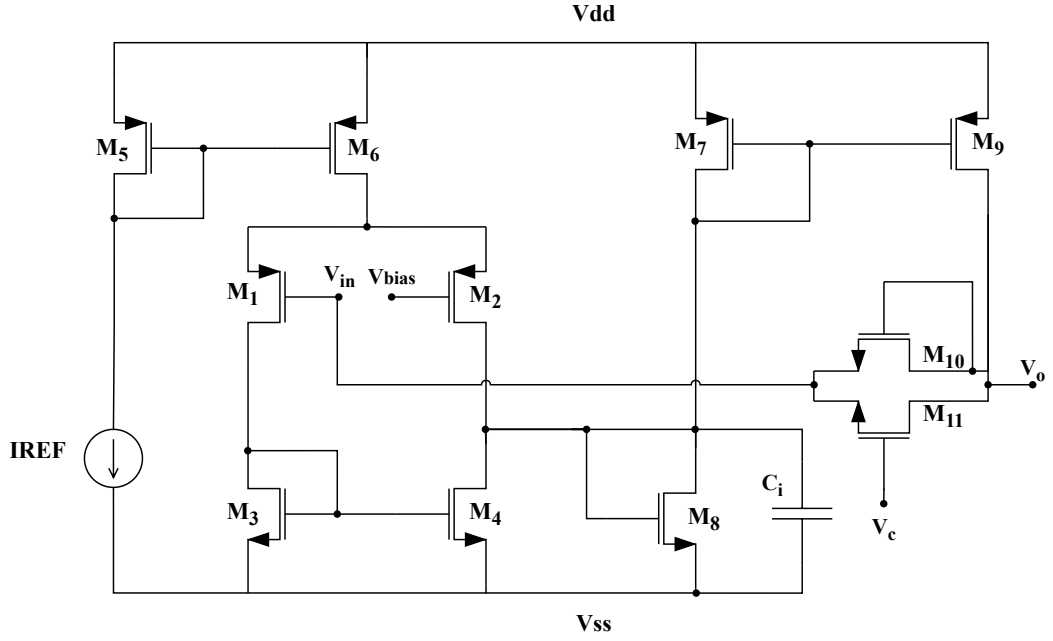 Vdd
M5 M6 M7 M9
M1 Vin Vbias M2
M10 Vo
M11
IREF
M3 M4 M8 Ci
Vc
Vss